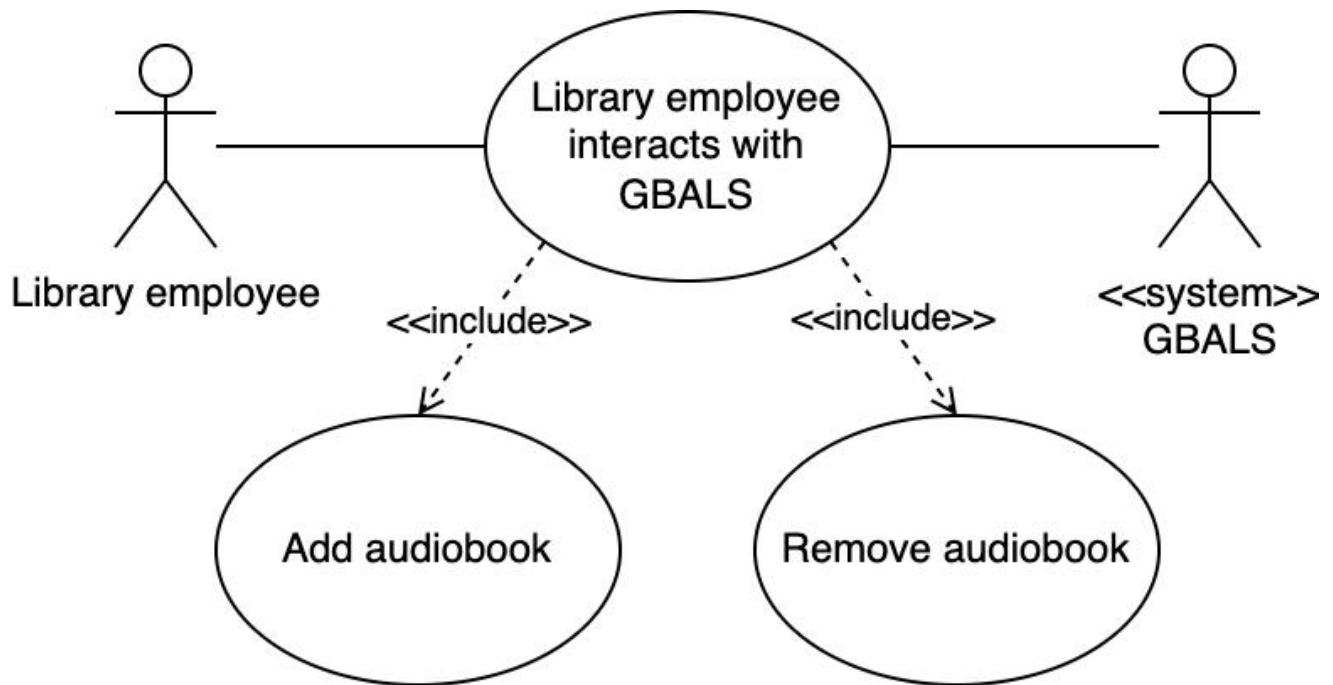 Library employee
interacts with
GBALS
Library employee
<<system>>
GBALS
<<include>>
<<include>>
Add audiobook
Remove audiobook